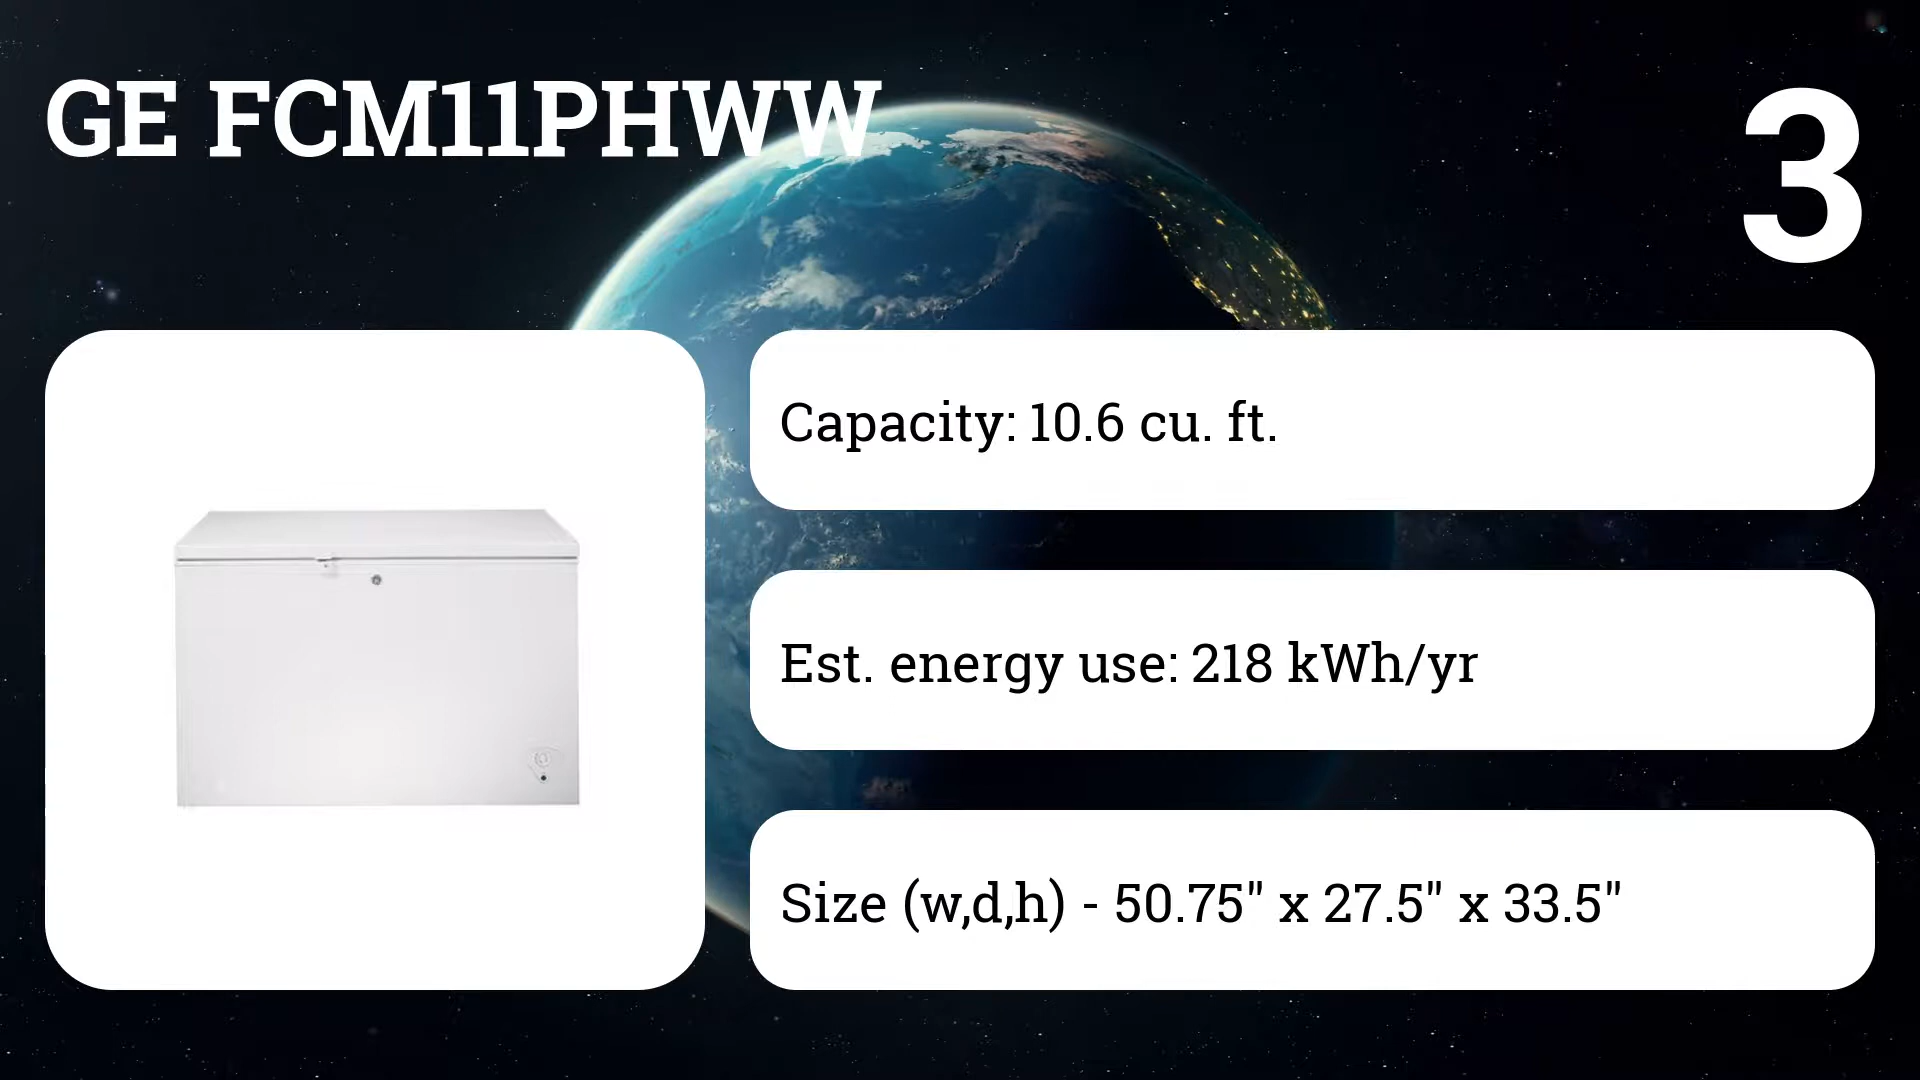 GE FCM11PHWW
3
Capacity: 10.6 cu. ft.
Est. energy use: 218 kWh/yr
Size (w,d,h) - 50.75" x 27.5" x 33.5"